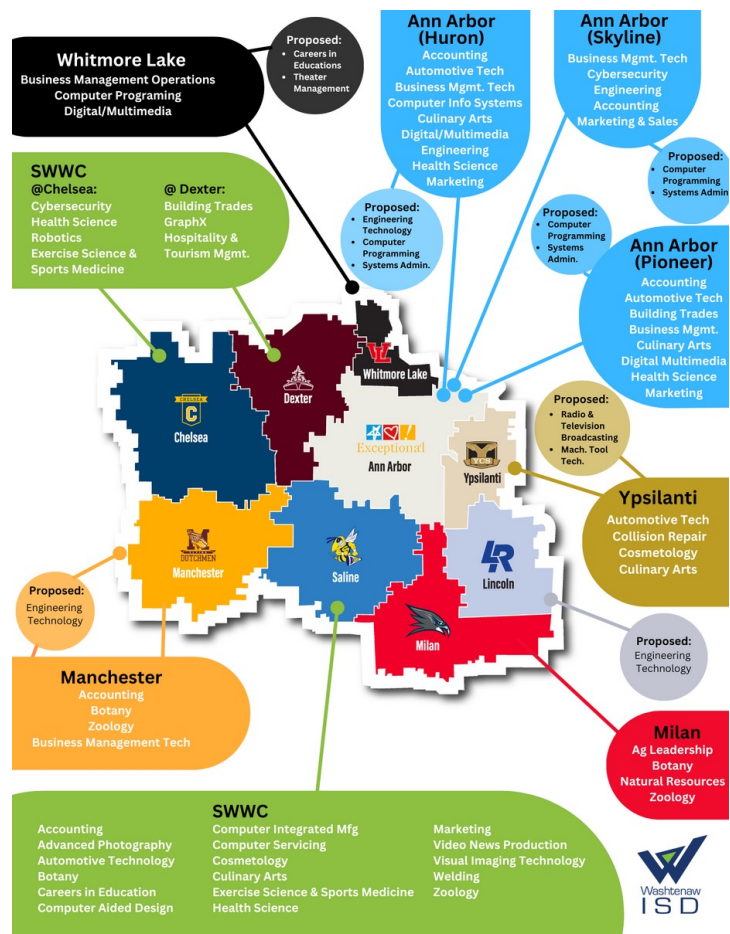 Whitmore Lake
Business Management Operations
Computer Programing
Digital/Multimedia
Proposed:
• Careers in
Educations
• Theater
Management
Ann Arbor
(Huron)
Accounting
Automotive Tech
Business Mgmt. Tech
Computer Info Systems
Culinary Arts
Digital/Multimedia
Engineering
Health Science
Marketing
Proposed:
• Engineering
Technology
• Computer
Programming
• Systems Admin.
Ann Arbor
(Skyline)
Business Mgmt. Tech
Cybersecurity
Engineering
Accounting
Marketing & Sales
Proposed:
• Computer
Programming
• Systems Admin
SWWC
@Chelsea:
Cybersecurity
Health Science
Robotics
Exercise Science &
Sports Medicine
@ Dexter:
Building Trades
GraphX
Hospitality &
Tourism Mgmt.
Proposed:
• Computer
Programming
• Systems
Admin.
Ann Arbor
(Pioneer)
Accounting
Automotive Tech
Building Trades
Business Mgmt.
Culinary Arts
Digital Multimedia
Health Science
Marketing
WL
Whitmore Lake
Dexter
CHELSEA
C
Chelsea
Exceptional
Ann Arbor
YCS
Ypsilanti
M
DUTCHMEN
Manchester
Saline
LR
Lincoln
Milan
Proposed:
• Radio &
Television
Broadcasting
• Mach. Tool
Tech.
Ypsilanti
Automotive Tech
Collision Repair
Cosmetology
Culinary Arts
Proposed:
Engineering
Technology
Manchester
Accounting
Botany
Zoology
Business Management Tech
Proposed:
Engineering
Technology
Milan
Ag Leadership
Botany
Natural Resources
Zoology
SWWC
Accounting
Advanced Photography
Automotive Technology
Botany
Careers in Education
Computer Aided Design
Computer Integrated Mfg
Computer Servicing
Cosmetology
Culinary Arts
Exercise Science & Sports Medicine
Health Science
Marketing
Video News Production
Visual Imaging Technology
Welding
Zoology
Washtenaw
ISD